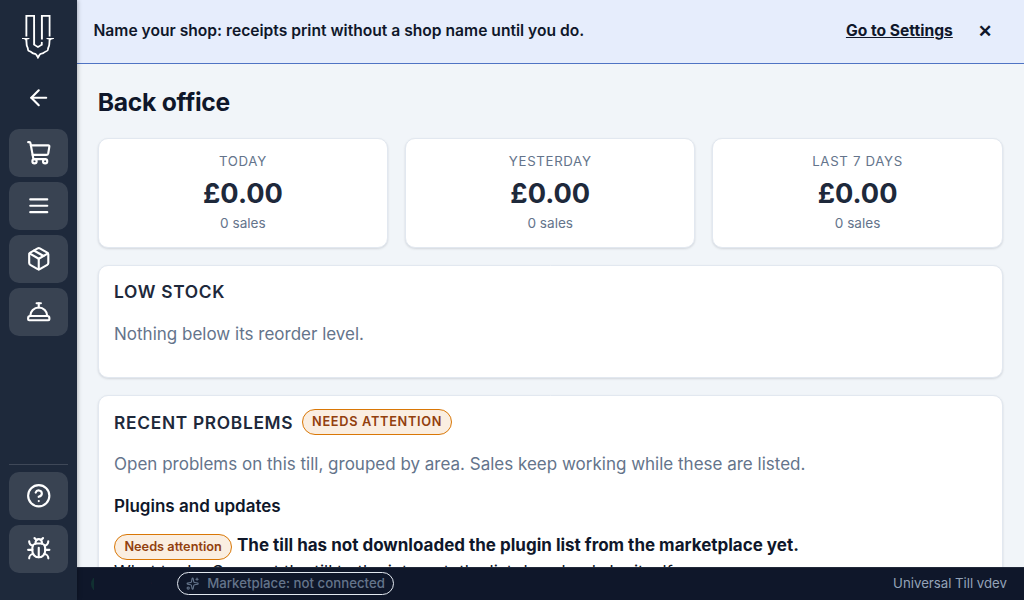 Name your shop: receipts print without a shop name until you do.
Go to Settings
Back office
TODAY
£0.00
0 sales
YESTERDAY
£0.00
0 sales
LAST 7 DAYS
£0.00
0 sales
LOW STOCK
Nothing below its reorder level.
RECENT PROBLEMS NEEDS ATTENTION
Open problems on this till, grouped by area. Sales keep working while these are listed.
Plugins and updates
Needs attention The till has not downloaded the plugin list from the marketplace yet.
Marketplace: not connected
Universal Till vdev